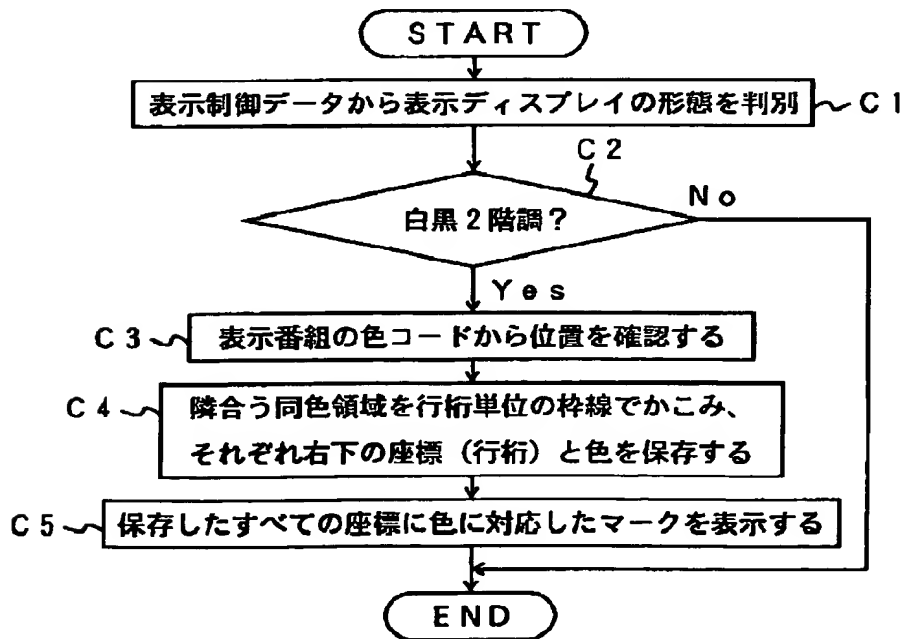 START
表示制御データから表示ディスプレイの形態を判別
C1
C2
白黒2階調?
No
Yes
C3
表示番組の色コードから位置を確認する
C4
隣合う同色領域を行桁単位の枠線でかこみ、
それぞれ右下の座標(行桁)と色を保存する
C5
保存したすべての座標に色に対応したマークを表示する
END